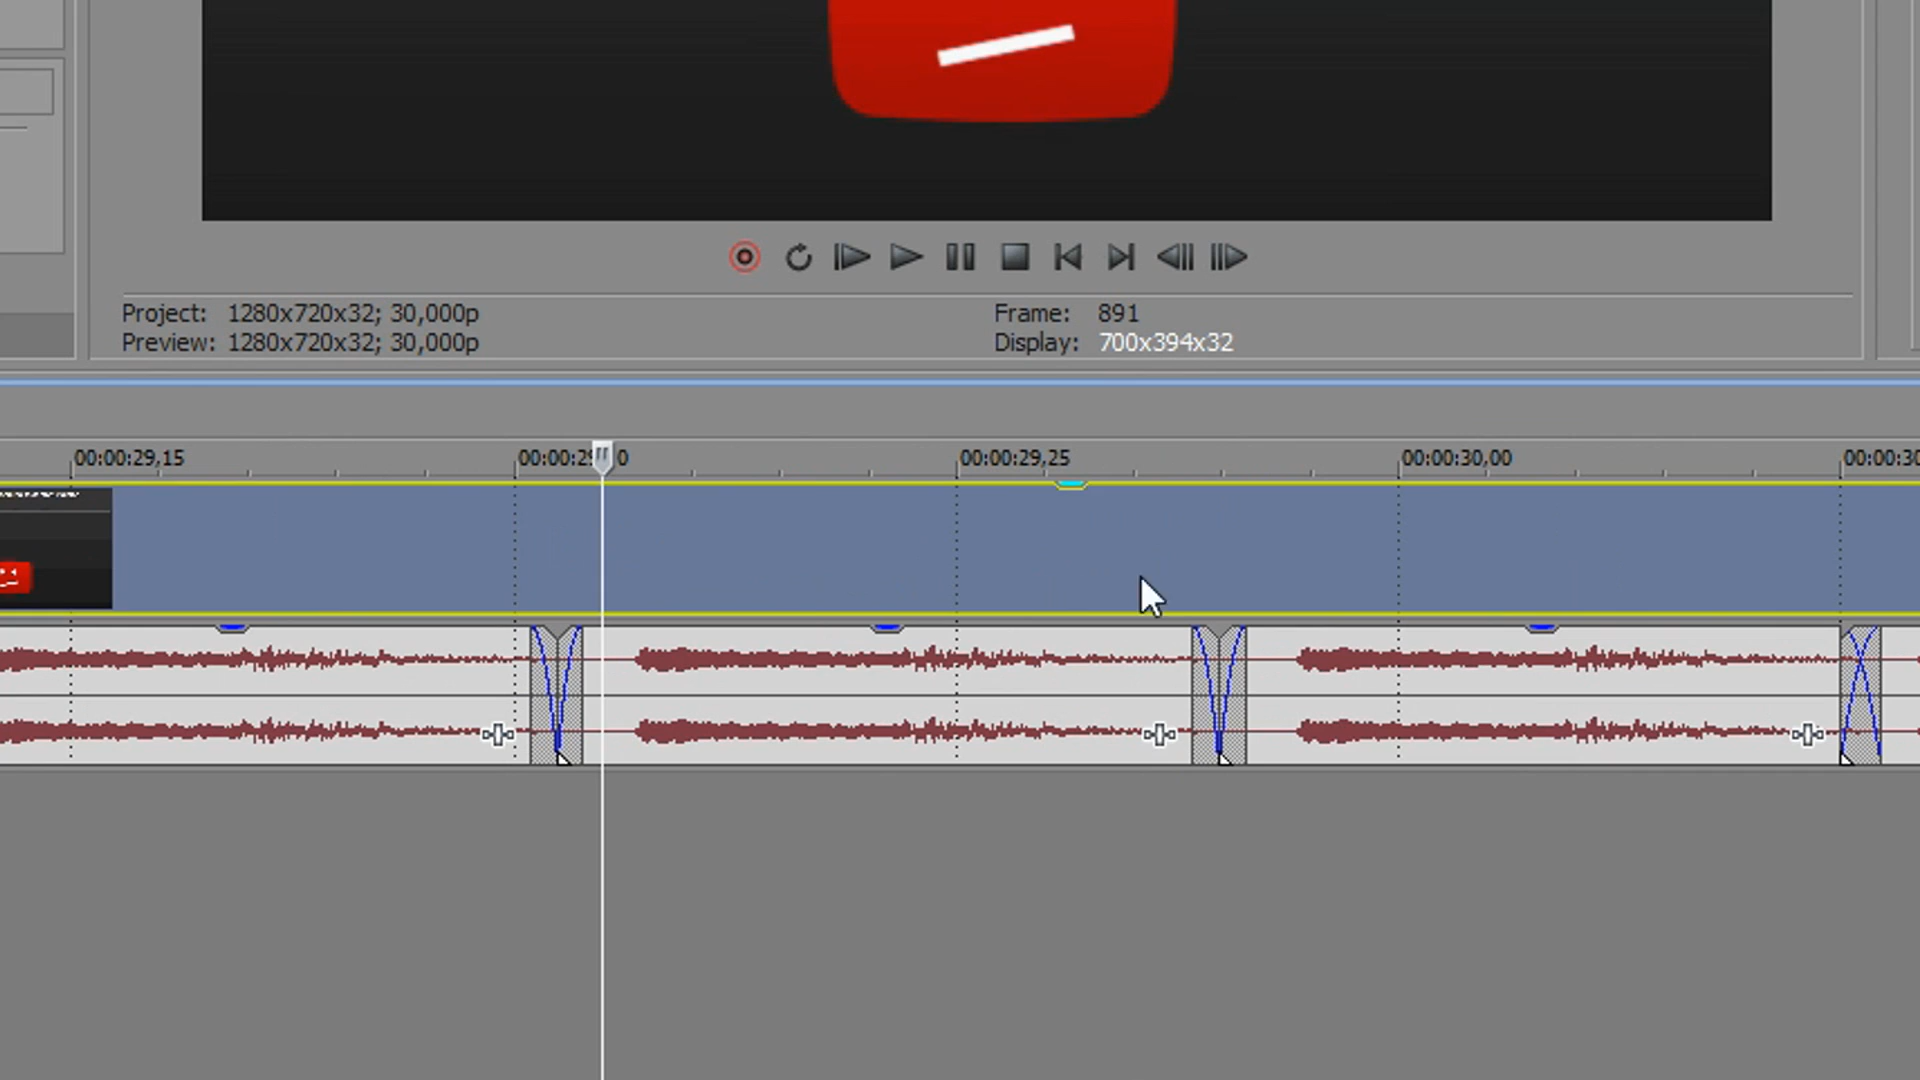 Project: 1280x720x32; 30,000p
Frame: 891
Preview: 1280x720x32; 30,000p
Display: 700x394x32
00:00:29,15
00:00:29 0
00:00:29,25
00:00:30,00
00:00:30